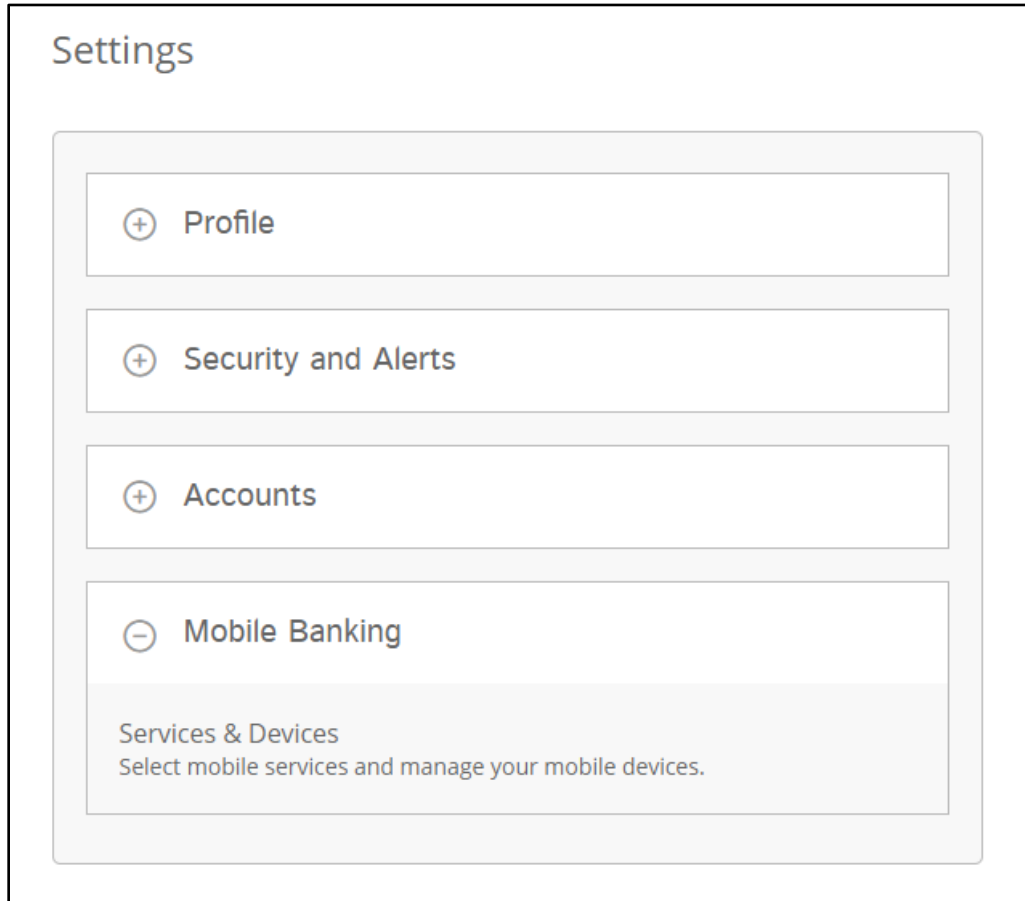 Settings
Profile
Security and Alerts
Accounts
Mobile Banking
Services & Devices
Select mobile services and manage your mobile devices.